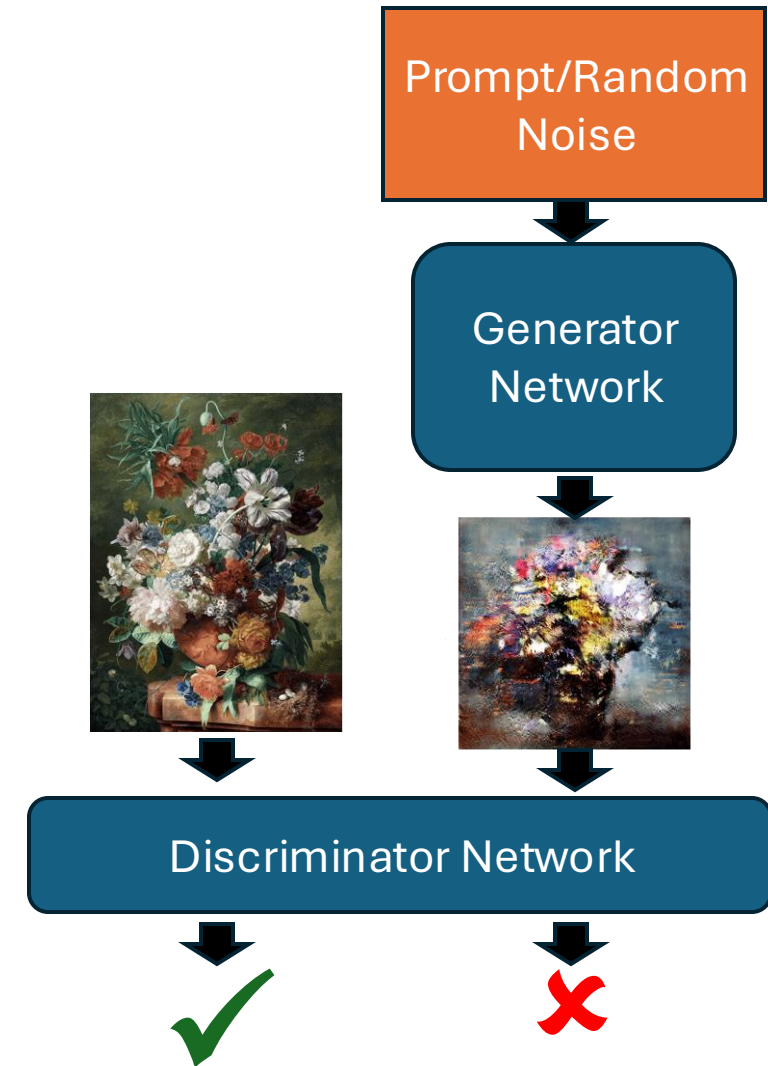 Prompt/Random
Noise
Generator
Network
Discriminator Network